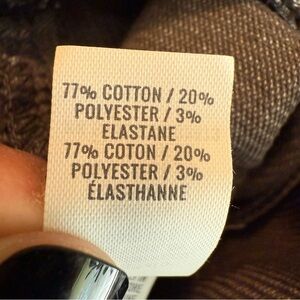 77% COTTON / 20%
POLYESTER / 3%
ELASTANE
77% COTON / 20%
POLYESTER / 3%
ÉLASTHANNE